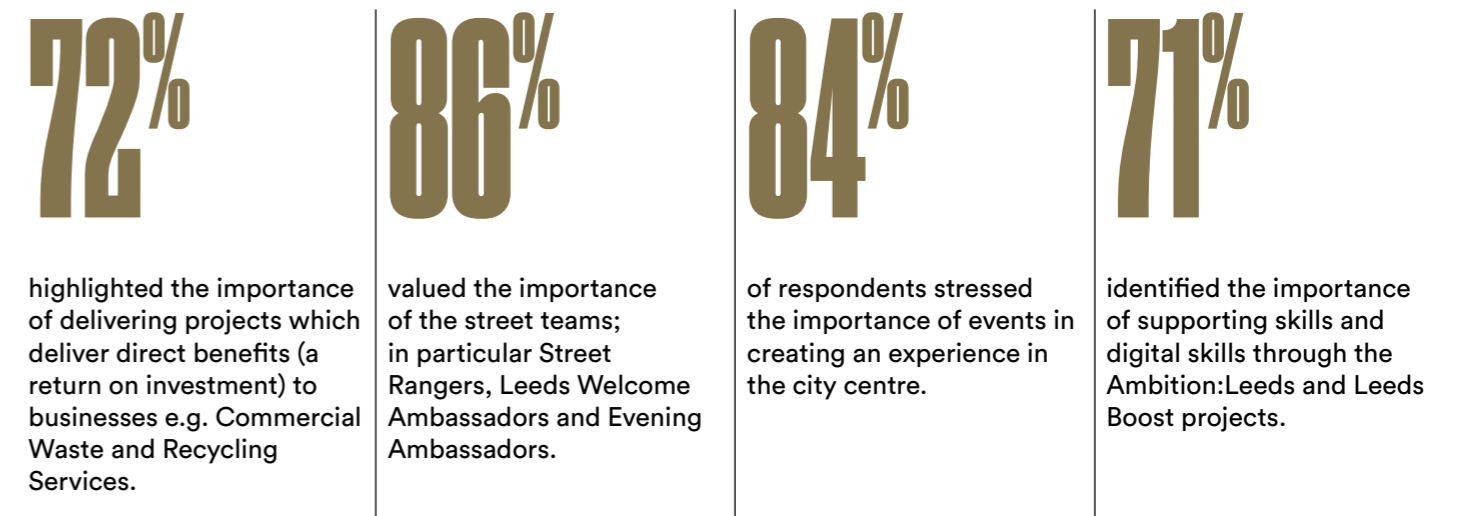 72%
highlighted the importance
of delivering projects which
deliver direct benefits (a
return on investment) to
businesses e.g. Commercial
Waste and Recycling
Services.
86%
valued the importance
of the street teams;
in particular Street
Rangers, Leeds Welcome
Ambassadors and Evening
Ambassadors.
84%
of respondents stressed
the importance of events in
creating an experience in
the city centre.
71%
identified the importance
of supporting skills and
digital skills through the
Ambition:Leeds and Leeds
Boost projects.